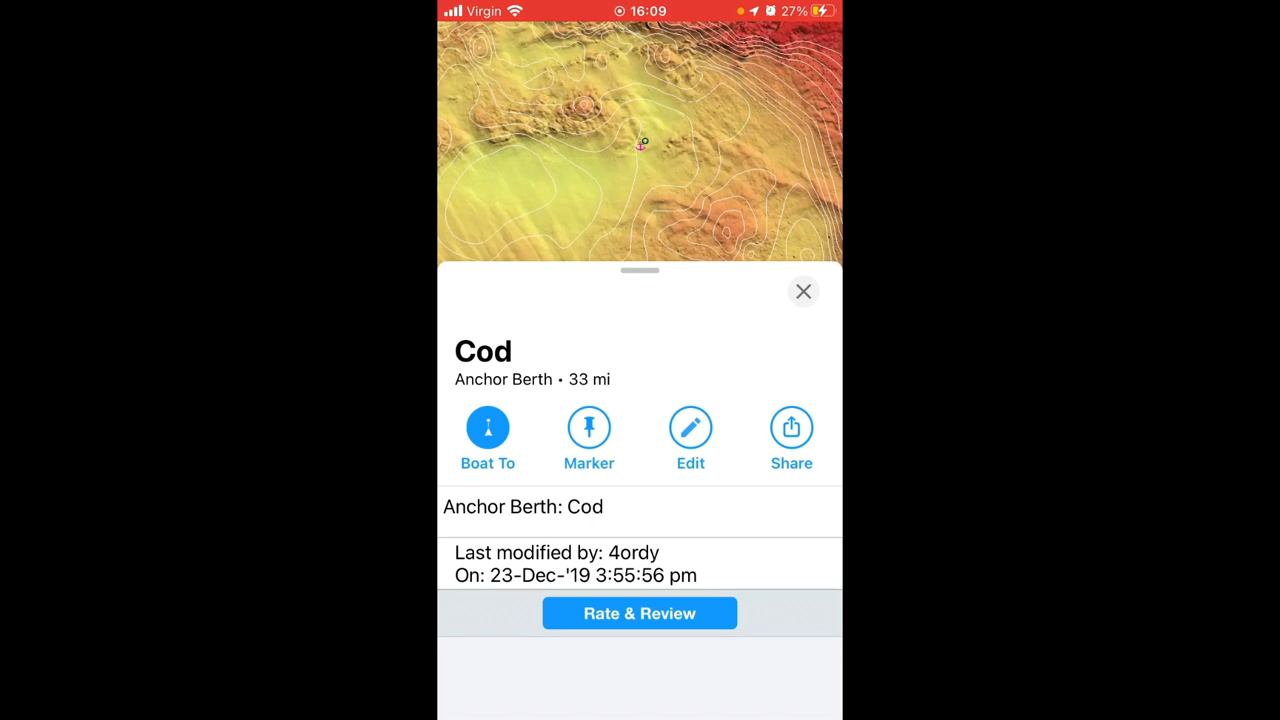 Virgin 16:09 27%
Cod
Anchor Berth • 33 mi
Boat To Marker Edit Share
Anchor Berth: Cod
Last modified by: 4ordy
On: 23-Dec-'19 3:55:56 pm
Rate & Review